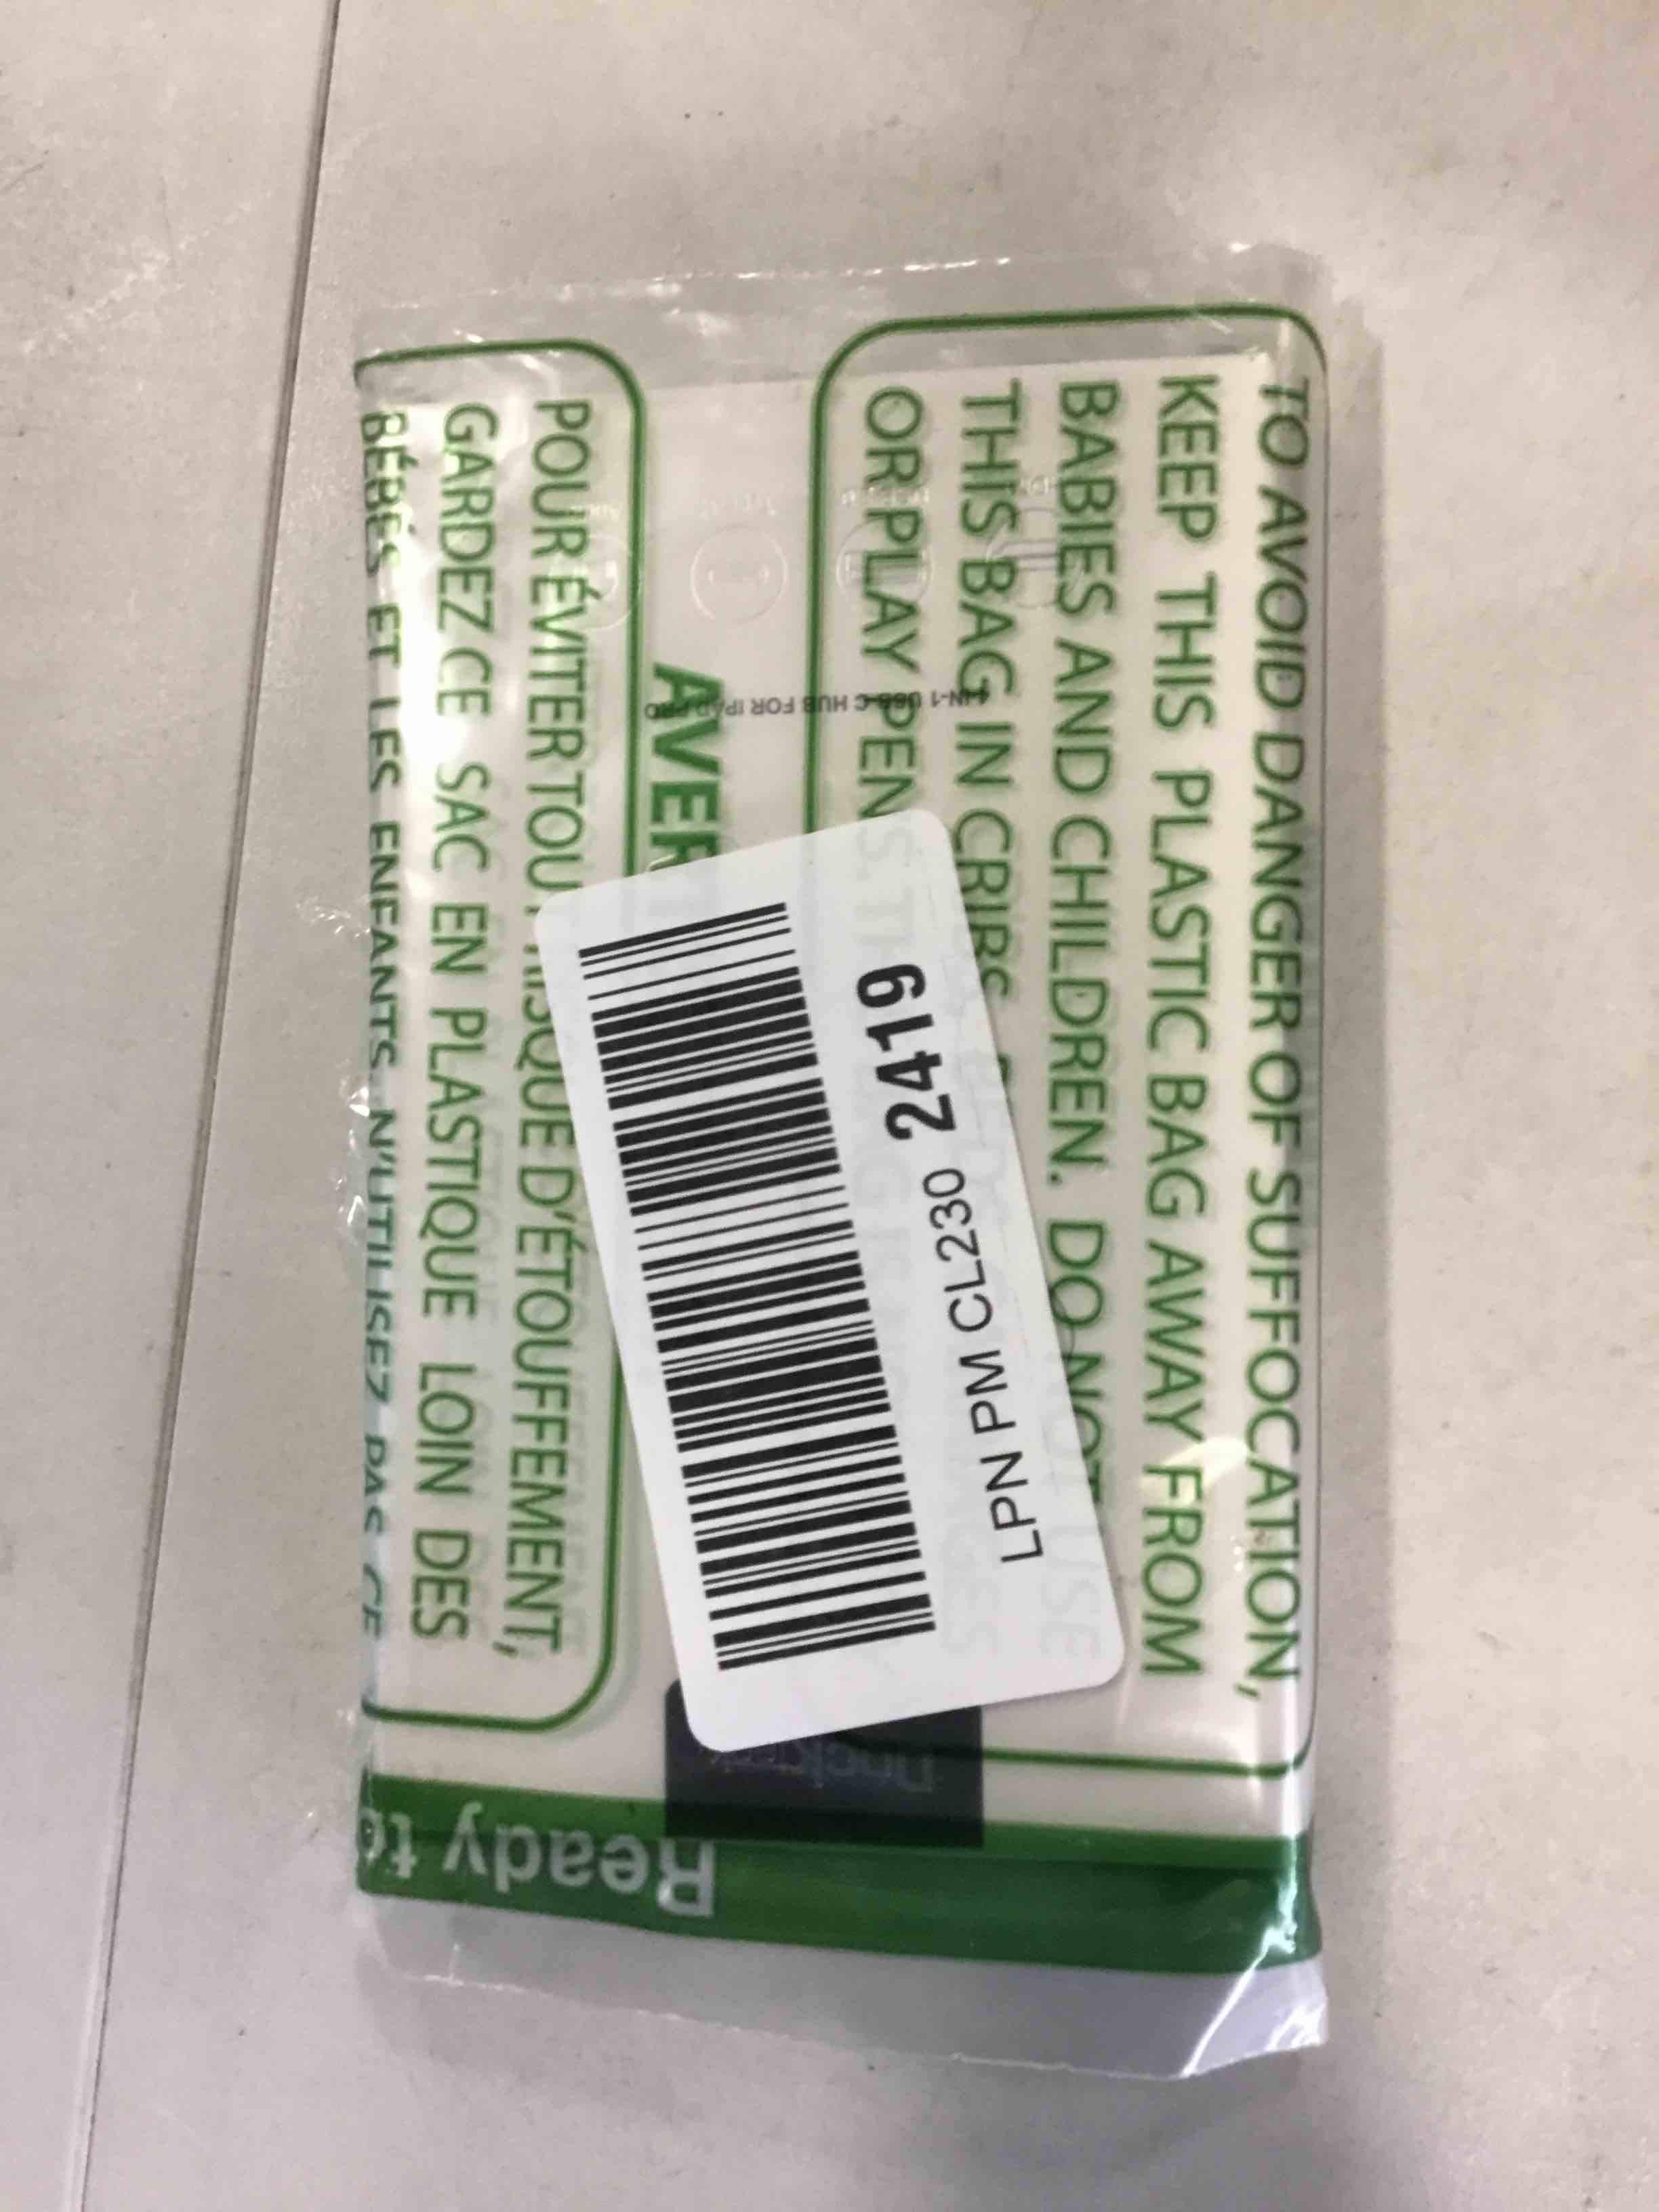 TO AVOID DANGER OF SUFFOCATION,
KEEP THIS PLASTIC BAG AWAY FROM
BABIES AND CHILDREN. DO NOT USE
THIS BAG IN CRIBS,
OR PLAY PENS.
POUR ÉVITER TOUT RISQUE D'ÉTOUFFEMENT,
GARDEZ CE SAC EN PLASTIQUE LOIN DES
BÉBÉS ET LES ENFANTS. N'UTILISEZ PAS CE
LPN PM CL230 2419
4-IN-1 USB-C HUB FOR IPAD PRO
Ready to